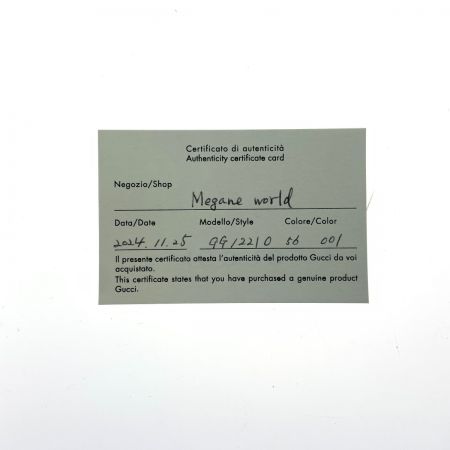 Certificato di autenticità
Authenticity certificate card
Negozio/Shop
Megane world
Data/Date Modello/Style Colore/Color
2024.11.25 GG1221O 56 001
Il presente certificato attesta l'autenticità del prodotto Gucci da voi
acquistato.
This certificate states that you have purchased a genuine product
Gucci.